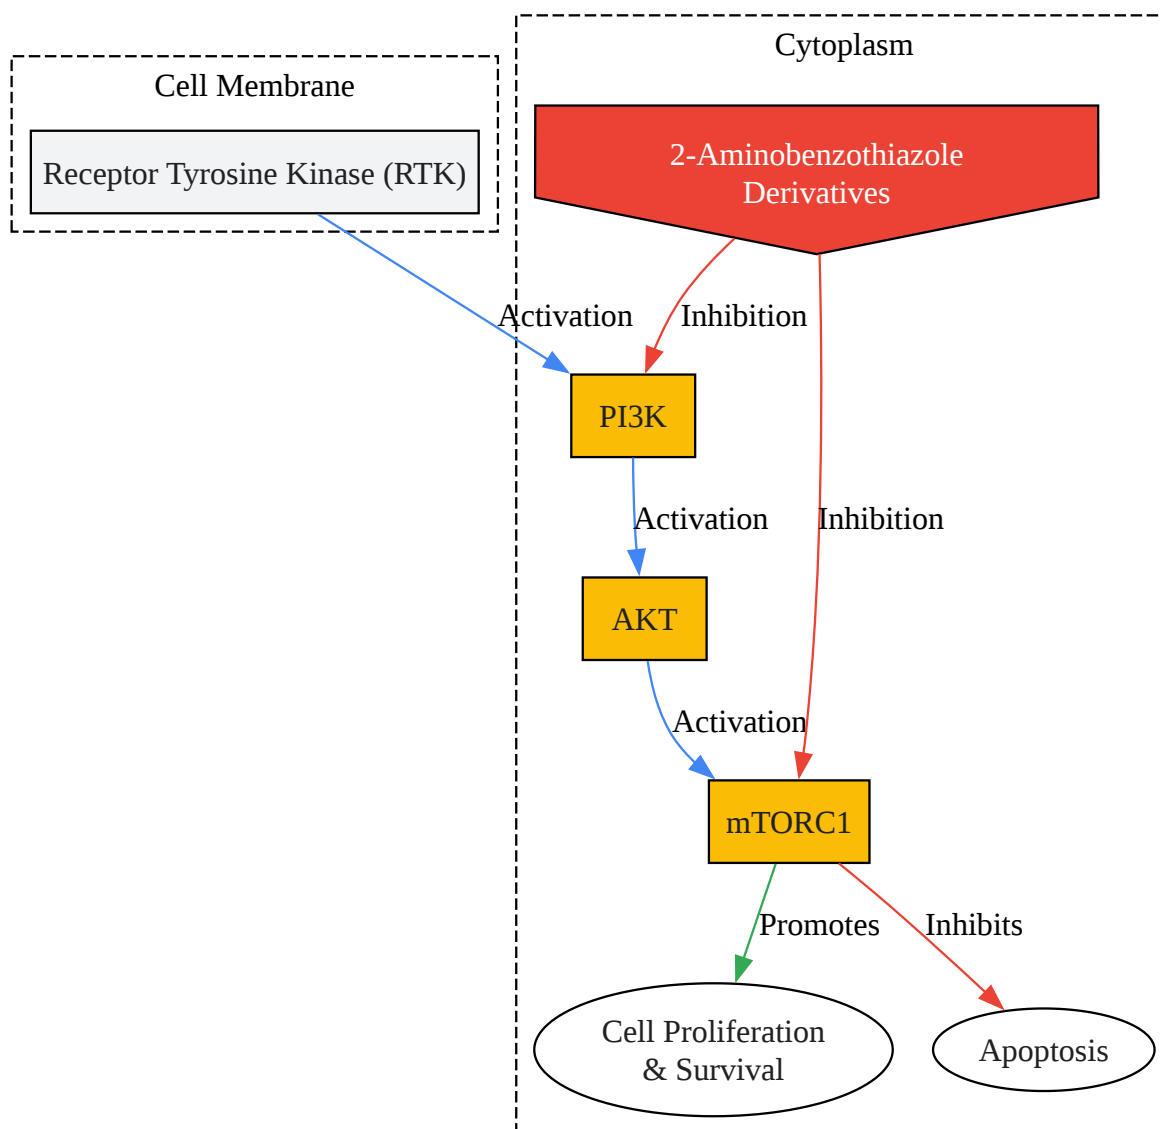 Cytoplasm
Cell Membrane
Receptor Tyrosine Kinase (RTK)
2-Aminobenzothiazole
Derivatives
Activation
Inhibition
PI3K
Activation
Inhibition
AKT
Activation
mTORC1
Promotes
Inhibits
Cell Proliferation
& Survival
Apoptosis